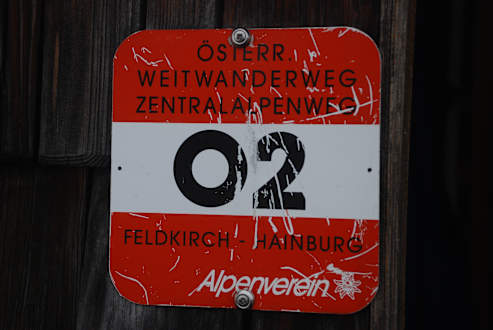 ÖSTERR.
WEITWANDERWEG
ZENTRALALPENWEG
02
FELDKIRCH - HAINBURG
Alpenverein